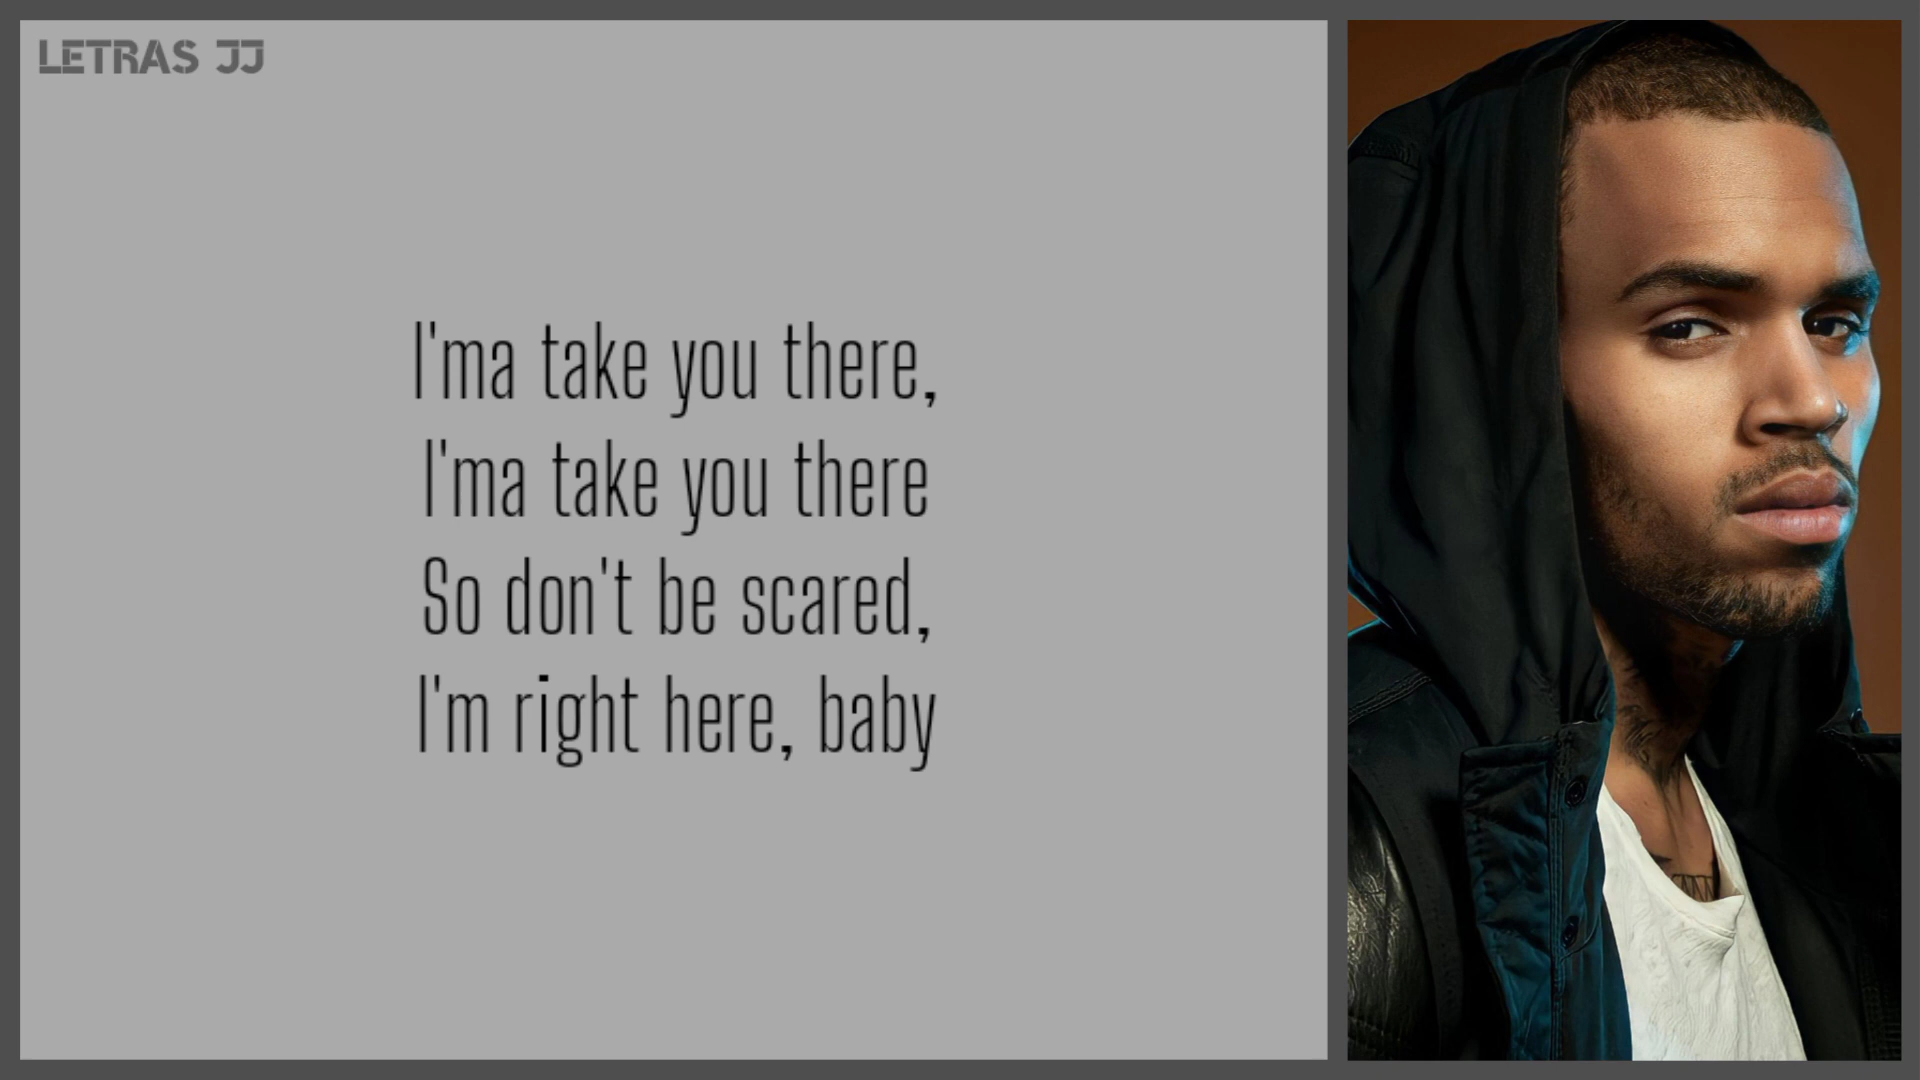 LETRAS JJ
I'ma take you there,
I'ma take you there
So don't be scared,
I'm right here, baby